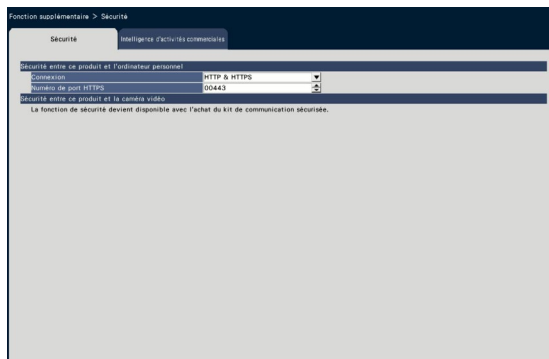 Fonction supplémentaire > Sécurité
Sécurité
Intelligence d'activités commerciales
Sécurité entre ce produit et l'ordinateur personnel
Connexion HTTP & HTTPS
Numéro de port HTTPS 00443
Sécurité entre ce produit et la caméra vidéo
La fonction de sécurité devient disponible avec l'achat du kit de communication sécurisée.